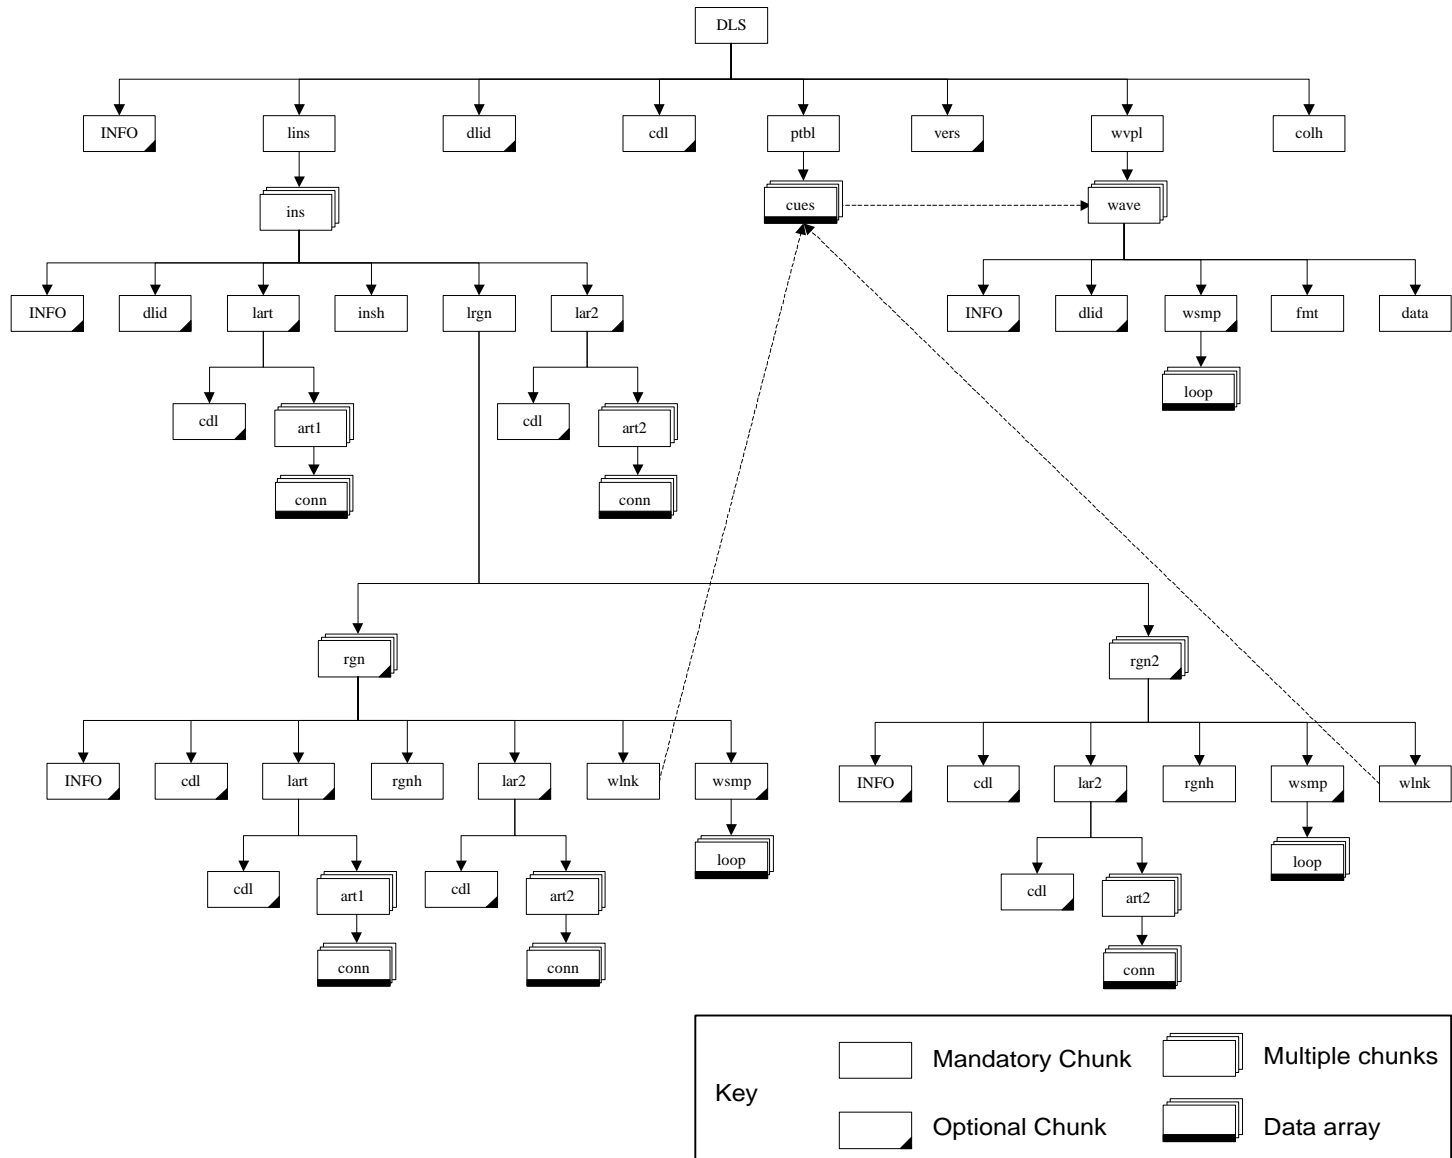 DLS
INFO lins dlid cdl ptbl vers wvpl colh
ins cues wave
INFO dlid lart insh lrgn lar2 INFO dlid wsmp fmt data
loop
cdl art1 cdl art2
conn conn
rgn rgn2
INFO cdl lart rgnh lar2 wlnk wsmp INFO cdl lar2 rgnh wsmp wlnk
loop loop
cdl art1 cdl art2 cdl art2
conn conn conn
Key
Mandatory Chunk
Multiple chunks
Optional Chunk
Data array